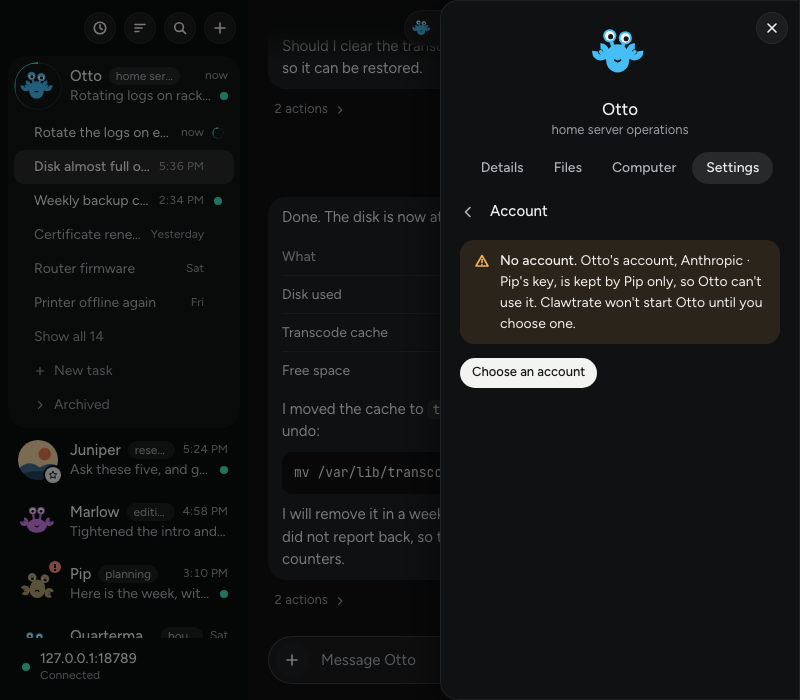 Otto home ser... now
Rotating logs on rack...
Rotate the logs on e... now
Disk almost full o... 5:36 PM
Weekly backup c... 2:34 PM
Certificate rene... Yesterday
Router firmware Sat
Printer offline again Fri
Show all 14
New task
Archived
Juniper rese... 5:24 PM
Ask these five, and g...
Marlow editi... 4:58 PM
Tightened the intro and...
Pip planning 3:10 PM
Here is the week, wit...
Quarterma hou... Sat
127.0.0.1:18789
Connected
Should I clear the transc
so it can be restored.
2 actions
Done. The disk is now at
What
Disk used
Transcode cache
Free space
I moved the cache to t
undo:
mv /var/lib/transco
I will remove it in a week
did not report back, so t
counters.
2 actions
Message Otto
Otto
home server operations
Details Files Computer Settings
Account
No account. Otto's account, Anthropic ·
Pip's key, is kept by Pip only, so Otto can't
use it. Clawtrate won't start Otto until you
choose one.
Choose an account